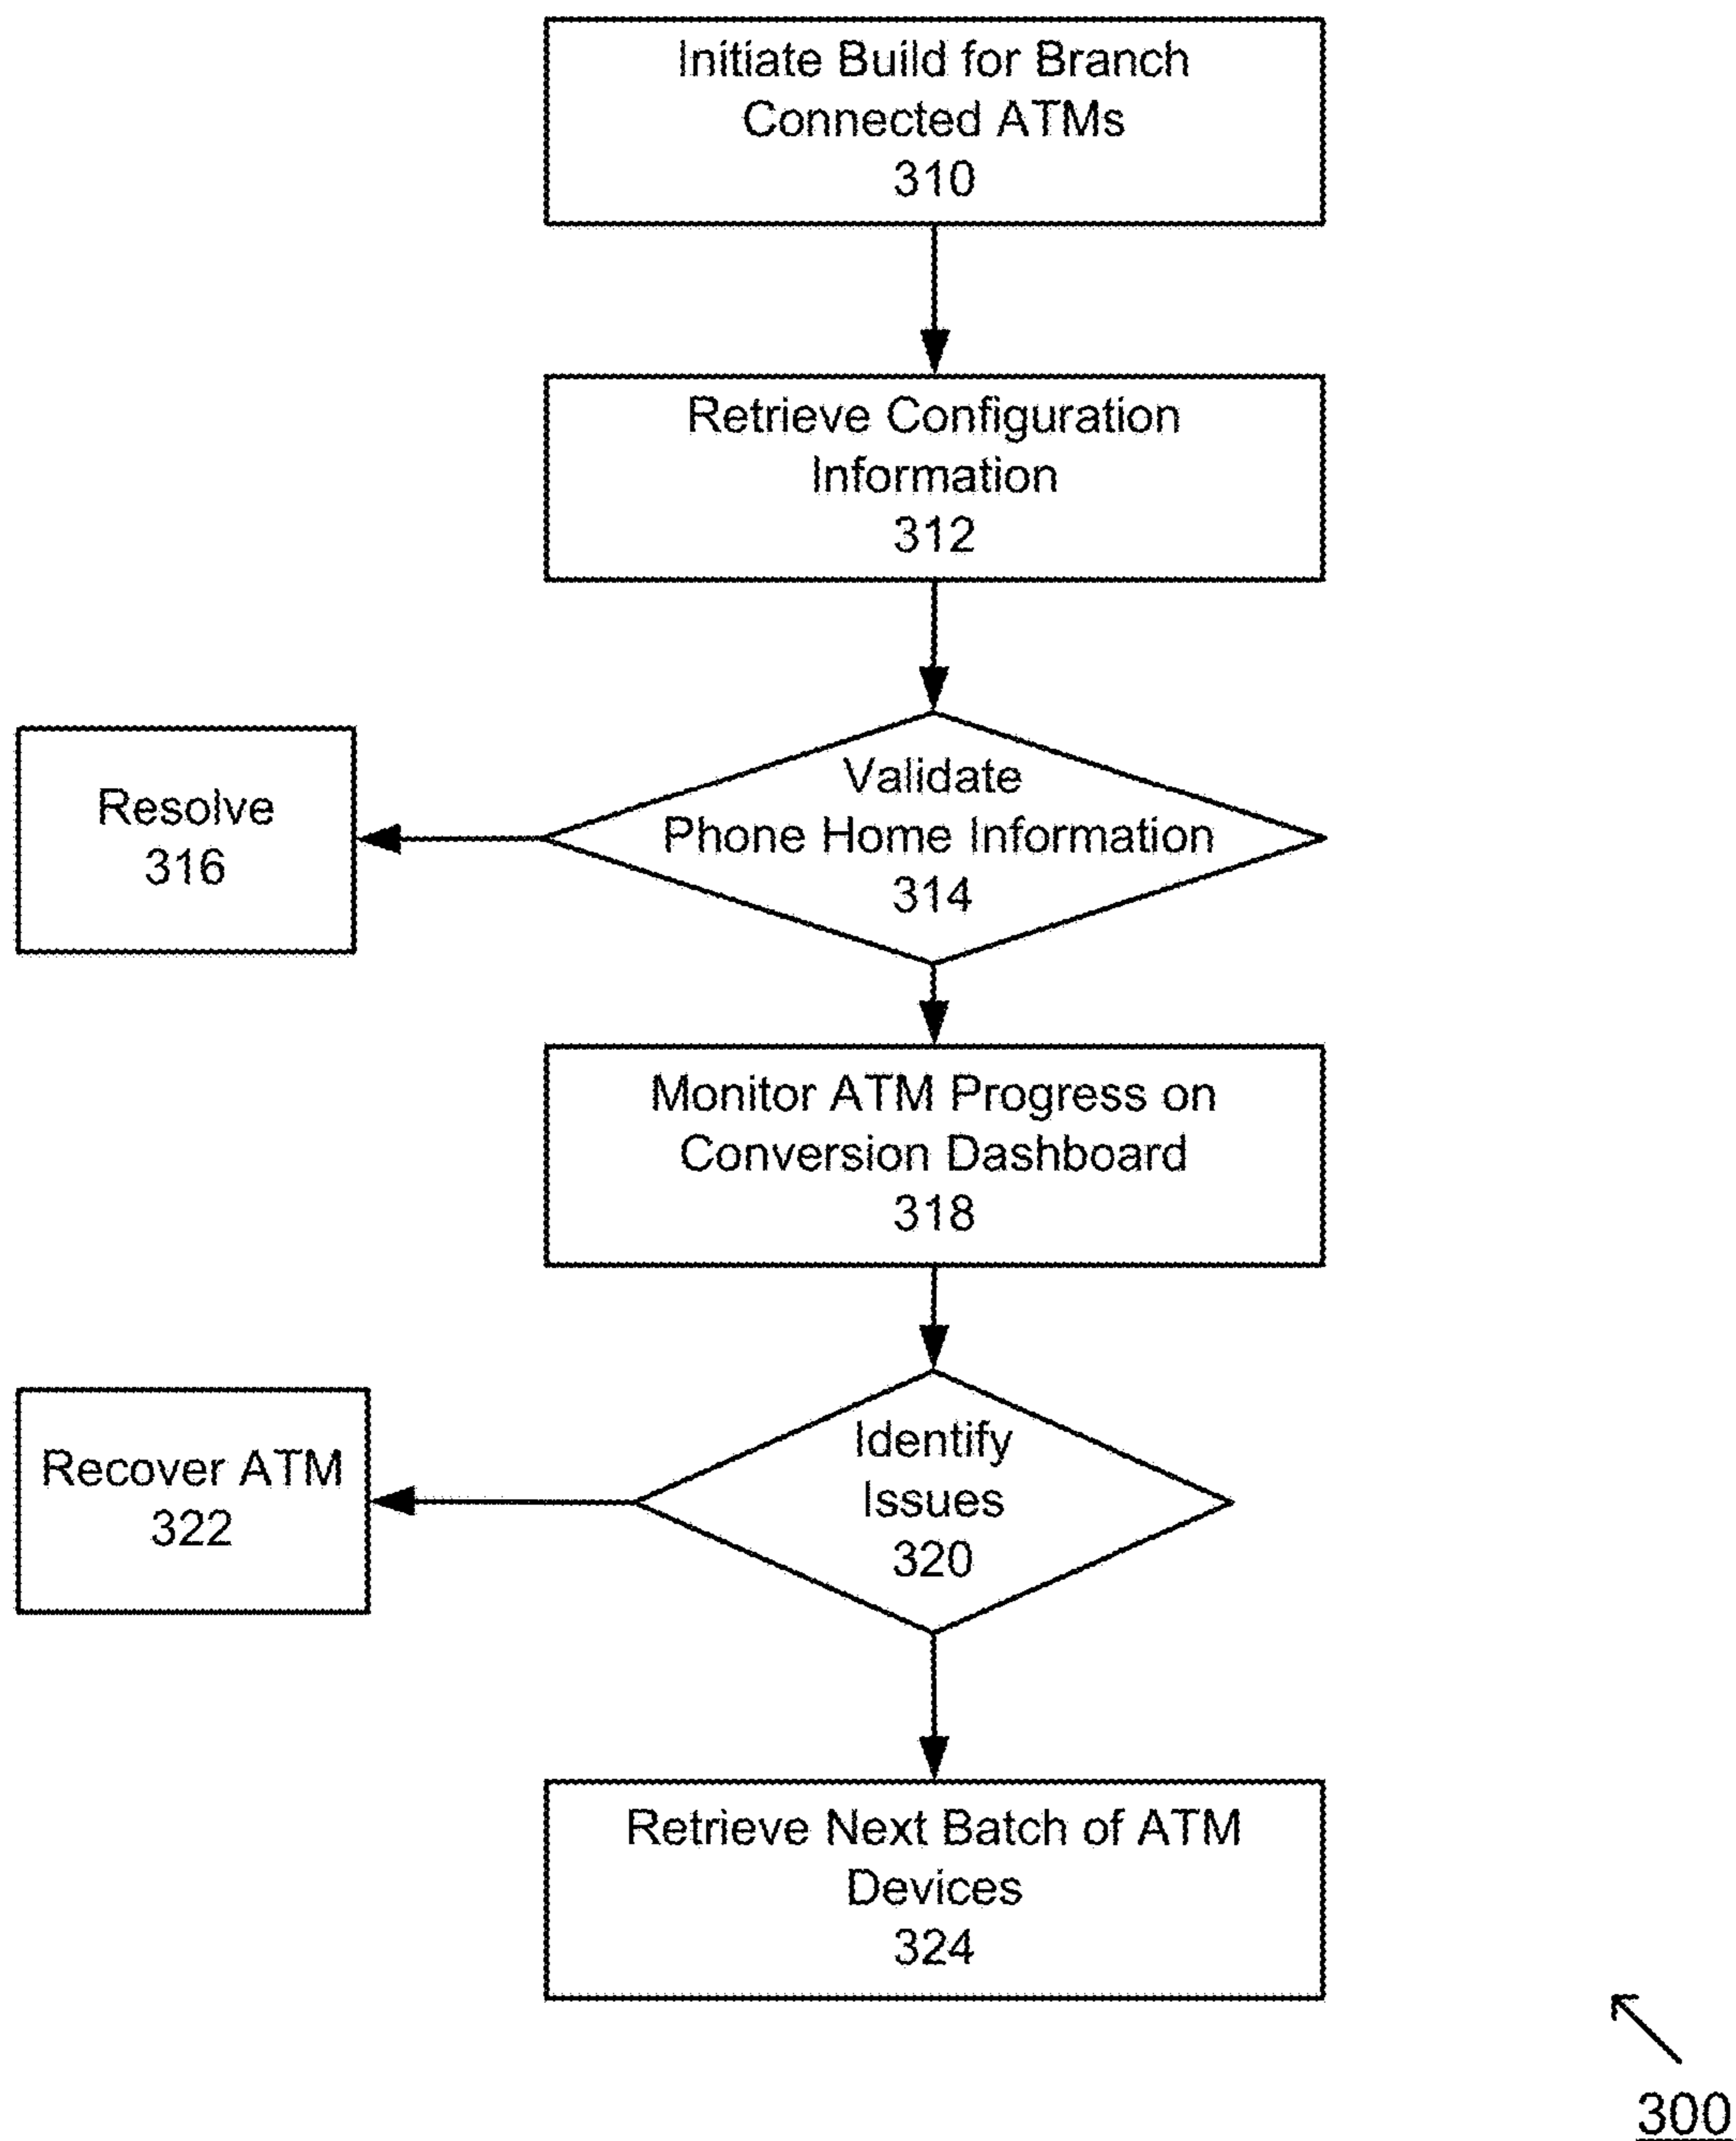 Initiate Build for Branch
Connected ATMs
310
Retrieve Configuration
Information
312
Validate
Phone Home Information
314
Resolve
316
Monitor ATM Progress on
Conversion Dashboard
318
Identify
Issues
320
Recover ATM
322
Retrieve Next Batch of ATM
Devices
324
300